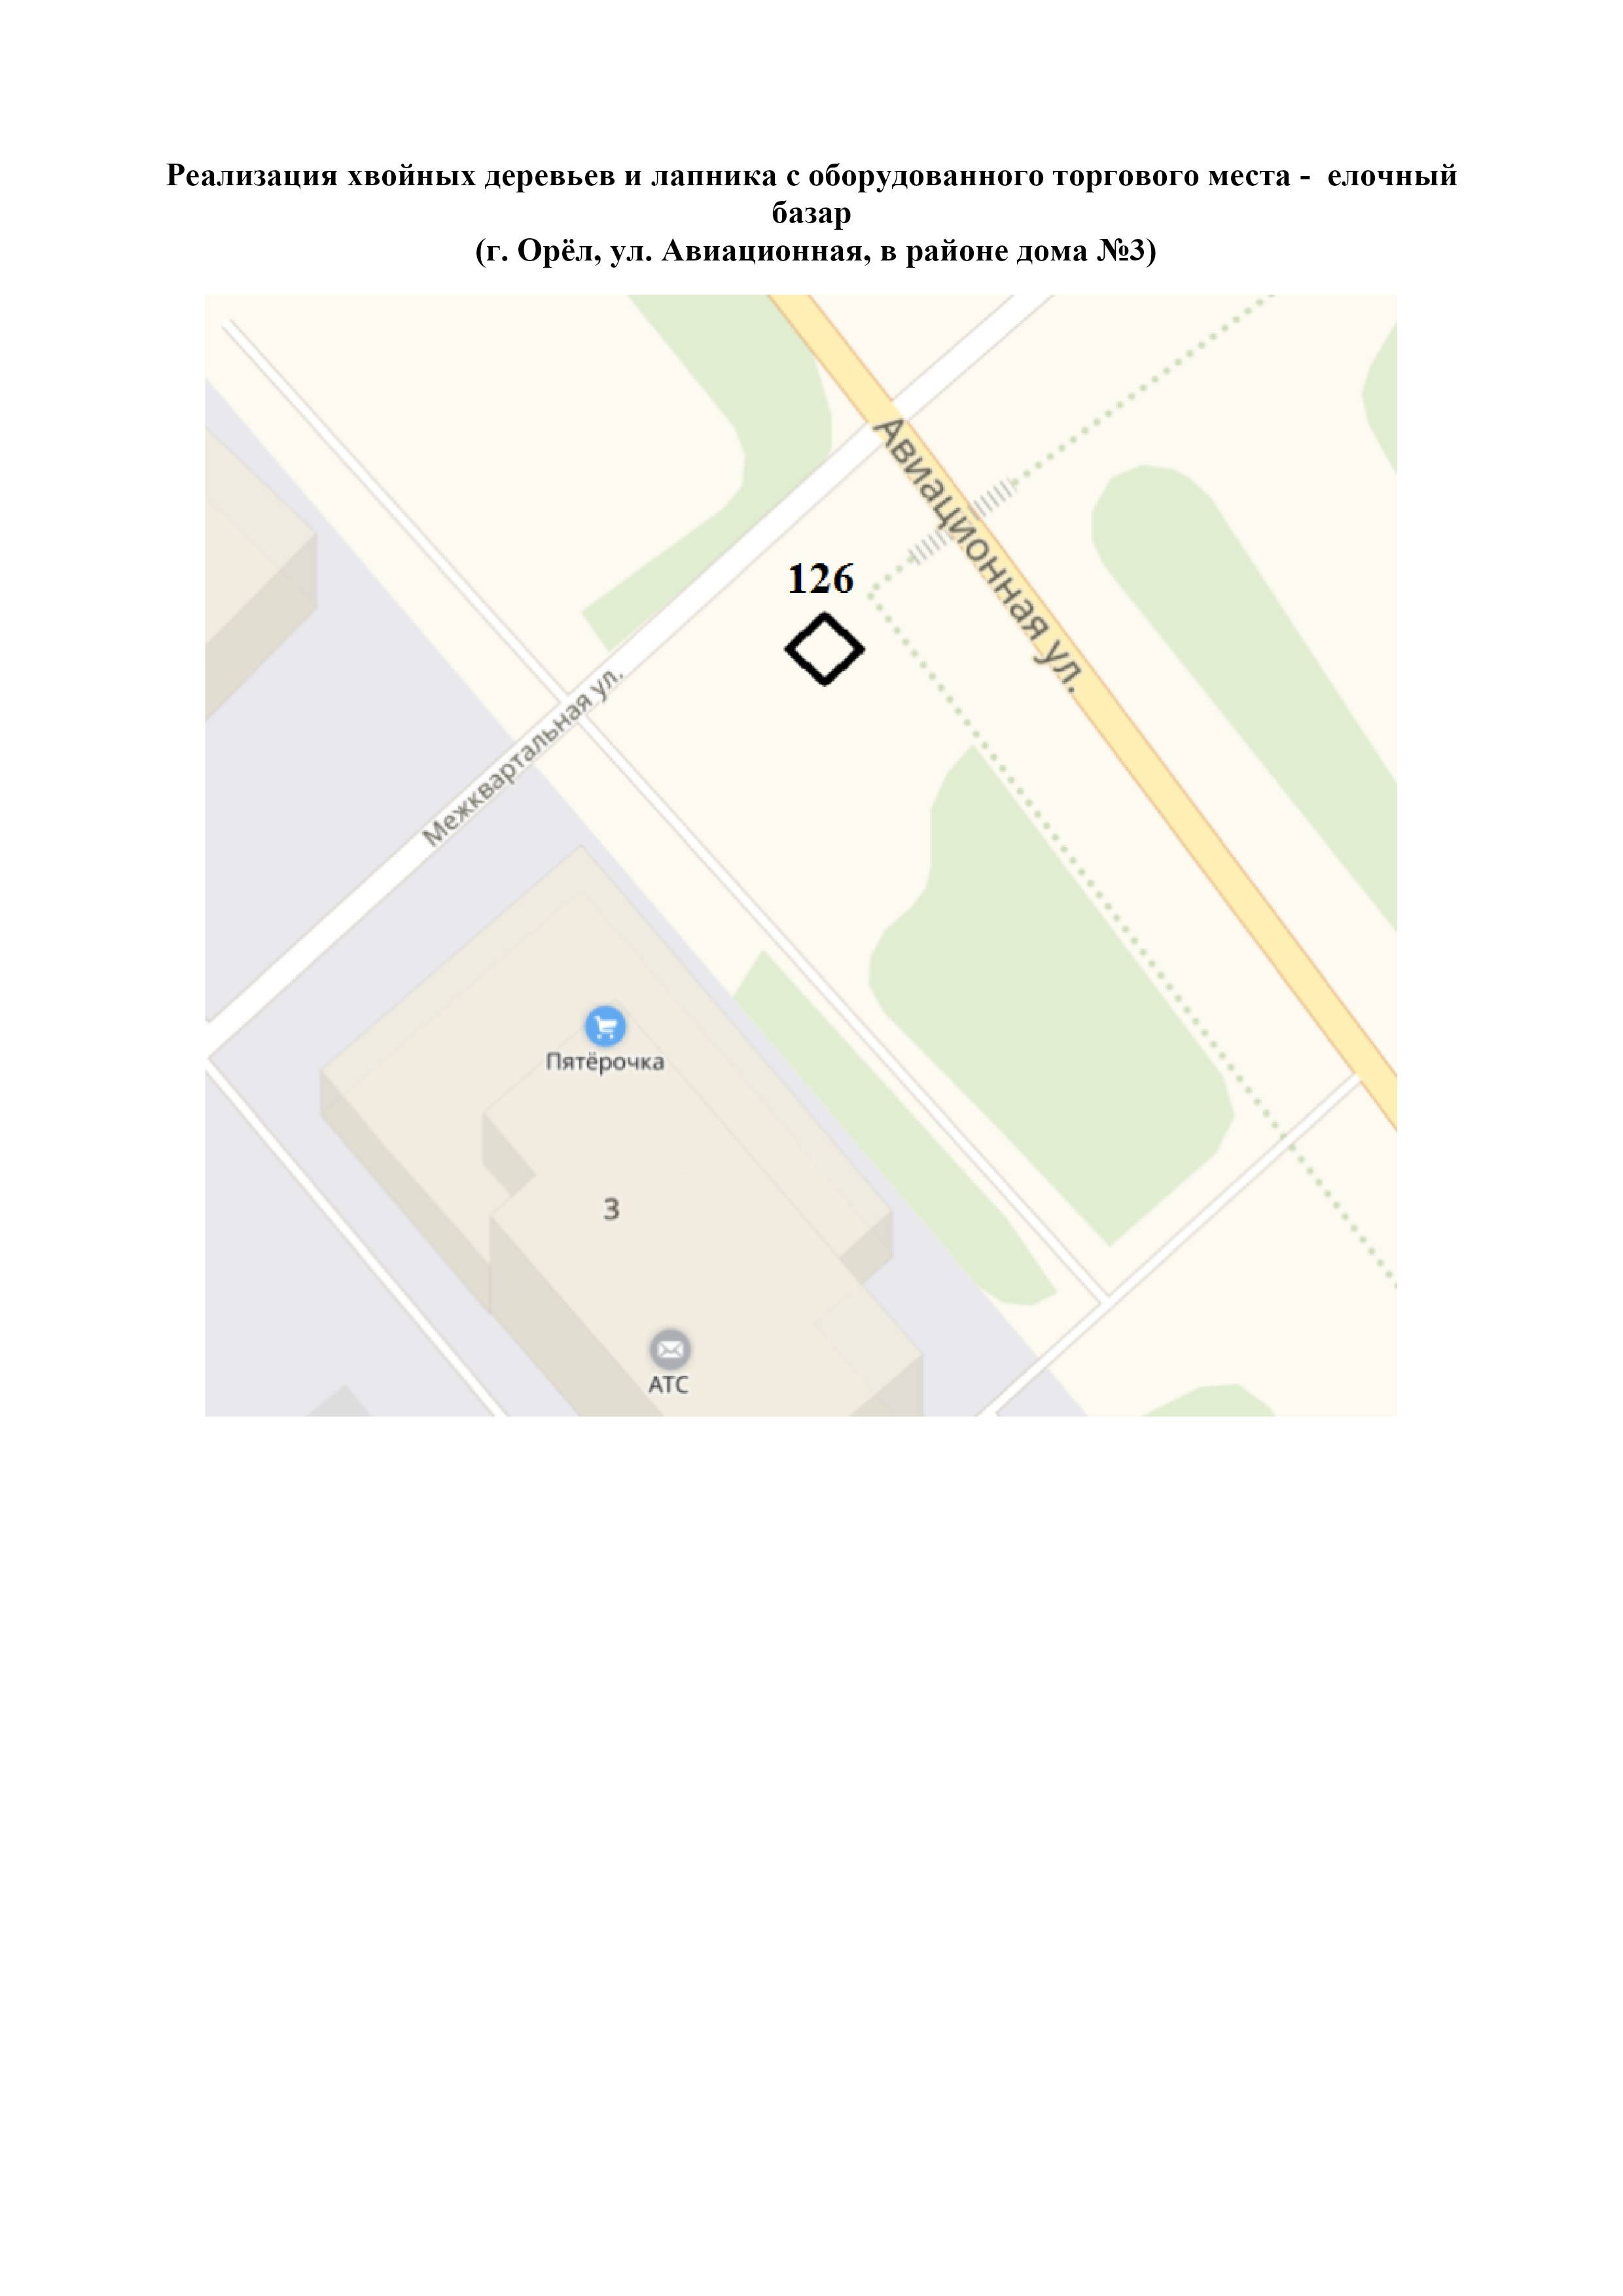 Реализация хвойных деревьев и лапника с оборудованного торгового места -  елочный
базар
(г. Орёл, ул. Авиационная, в районе дома №3)
Авиационная ул.
126
Межквартальная ул.
Пятёрочка
3
АТС